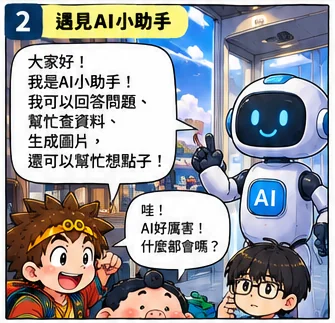 2
遇見AI小助手
大家好！
我是AI小助手！
我可以回答問題、
幫忙查資料、
生成圖片，
還可以幫忙想點子！
AI
哇！
AI好厲害！
什麼都會嗎？